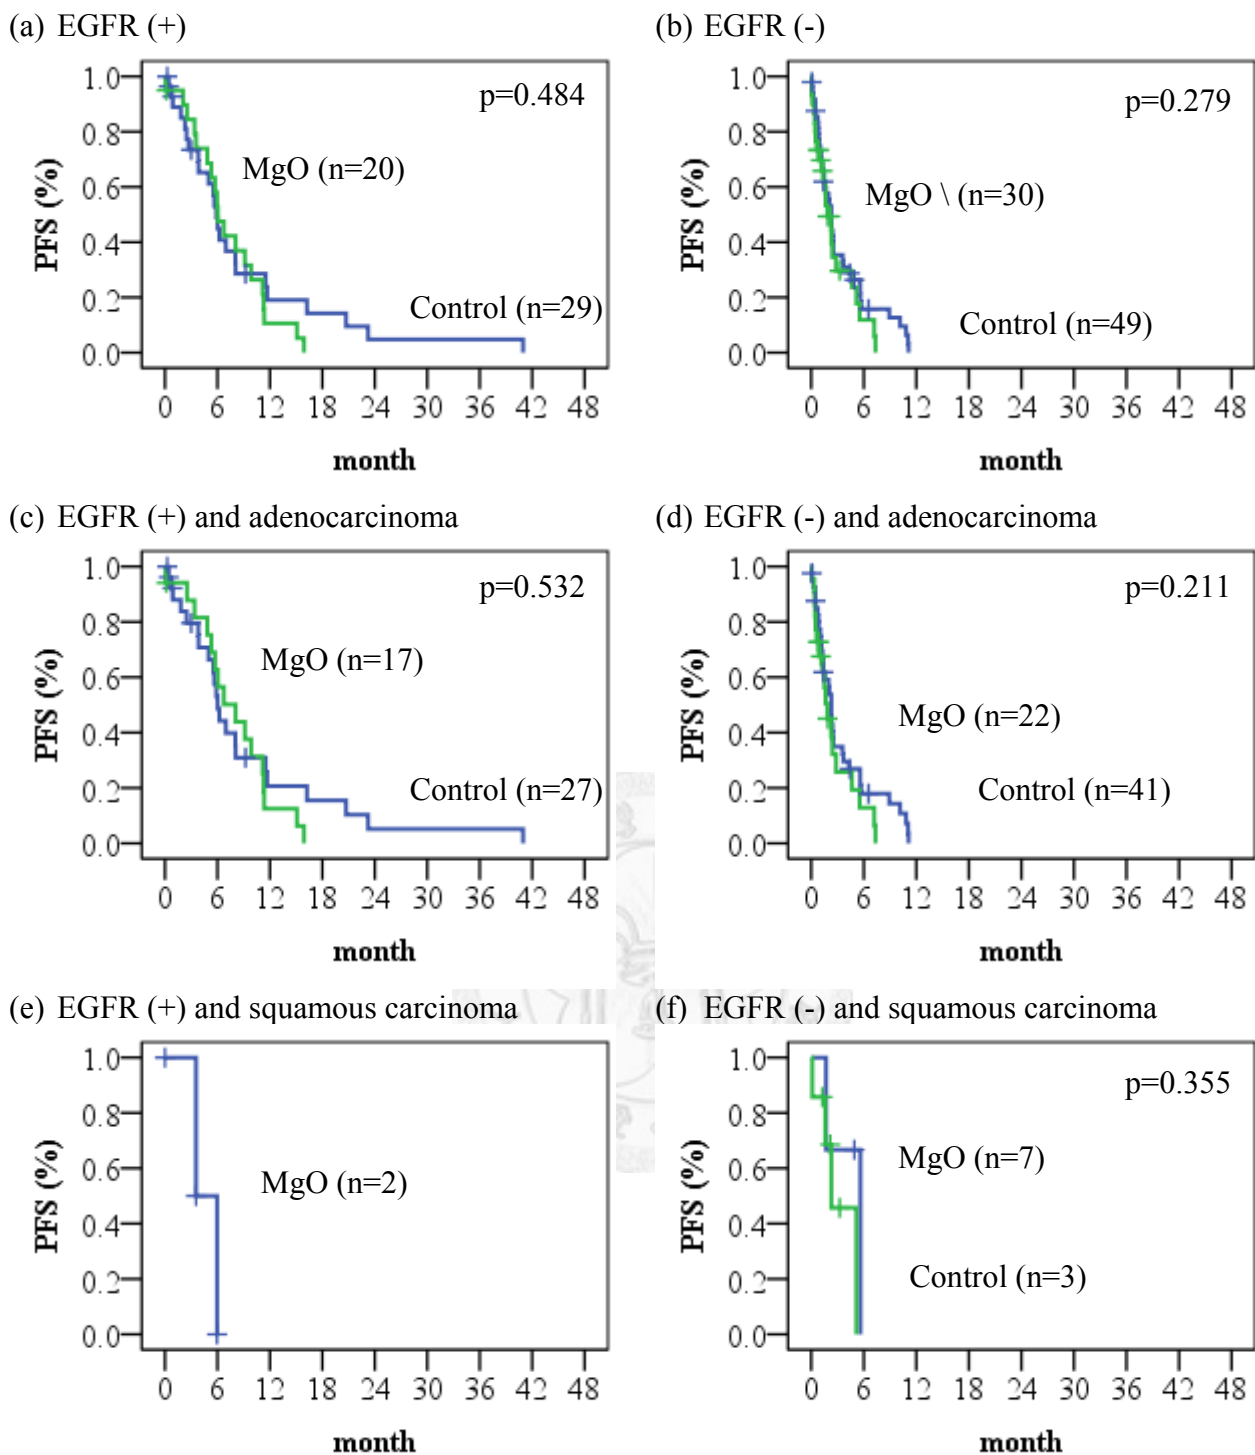 (a) EGFR (+)
1.0
0.8
0.6
0.4
0.2
0.0
PFS (%)
p=0.484
MgO (n=20)
Control (n=29)
0 6 12 18 24 30 36 42 48
month
(b) EGFR (-)
1.0
0.8
0.6
0.4
0.2
0.0
PFS (%)
p=0.279
MgO \ (n=30)
Control (n=49)
0 6 12 18 24 30 36 42 48
month
(c) EGFR (+) and adenocarcinoma
1.0
0.8
0.6
0.4
0.2
0.0
PFS (%)
p=0.532
MgO (n=17)
Control (n=27)
0 6 12 18 24 30 36 42 48
month
(d) EGFR (-) and adenocarcinoma
1.0
0.8
0.6
0.4
0.2
0.0
PFS (%)
p=0.211
MgO (n=22)
Control (n=41)
0 6 12 18 24 30 36 42 48
month
(e) EGFR (+) and squamous carcinoma
1.0
0.8
0.6
0.4
0.2
0.0
PFS (%)
MgO (n=2)
0 6 12 18 24 30 36 42 48
month
(f) EGFR (-) and squamous carcinoma
1.0
0.8
0.6
0.4
0.2
0.0
PFS (%)
p=0.355
MgO (n=7)
Control (n=3)
0 6 12 18 24 30 36 42 48
month